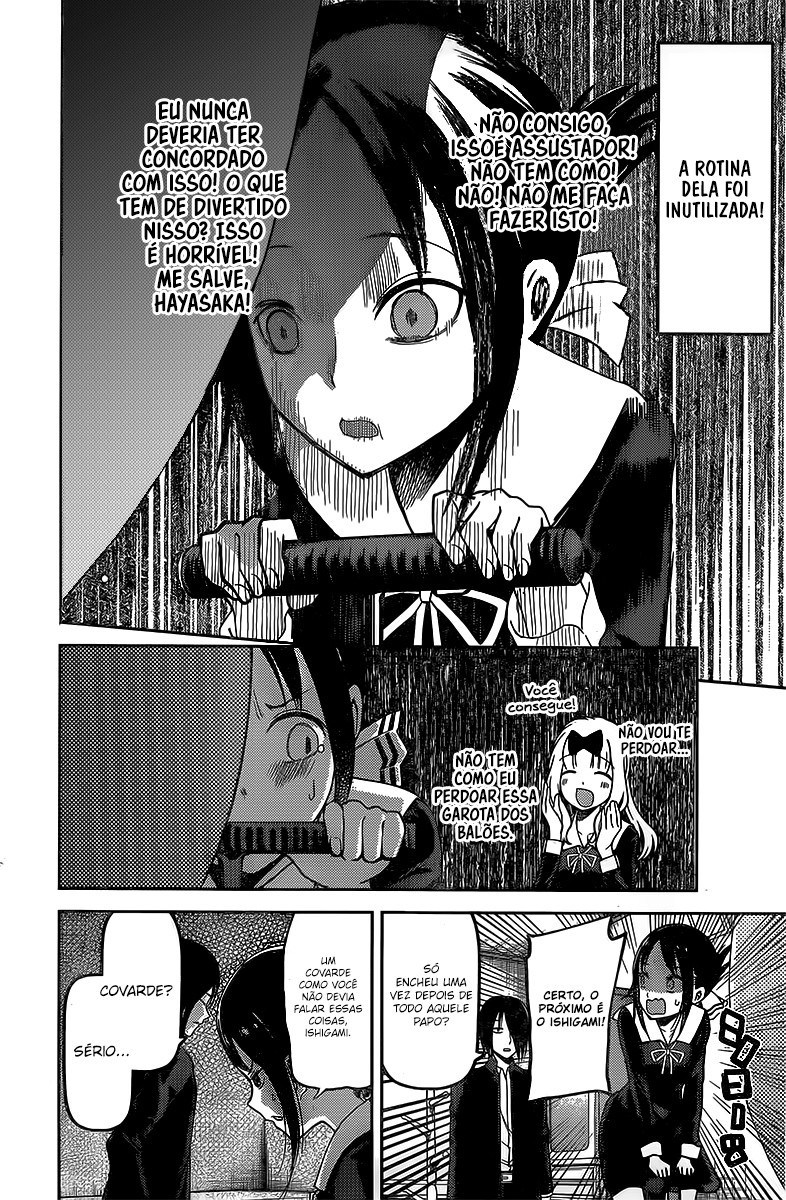 A ROTINA
DELA FOI
INUTILIZADA!
NÃO CONSIGO,
ISSOÉ ASSUSTADOR!
NÃO TEM COMO!
NÃO! NÃO ME FAÇA
FAZER ISTO!
EU NUNCA
DEVERIA TER
CONCORDADO
COM ISSO! O QUE
TEM DE DIVERTIDO
NISSO? ISSO
É HORRÍVEL!
ME SALVE,
HAYASAKA!
NÃO VOU TE
PERDOAR...
Você
consegue!
NÃO TEM
COMO EU
PERDOAR ESSA
GAROTA DOS
BALÕES.
CERTO, O
PRÓXIMO É
O ISHIGAMI!
SÓ
ENCHEU UMA
VEZ DEPOIS DE
TODO AQUELE
PAPO?
UM
COVARDE
COMO VOCÊ
NÃO DEVIA
FALAR ESSAS
COISAS,
ISHIGAMI.
COVARDE?
SÉRIO...